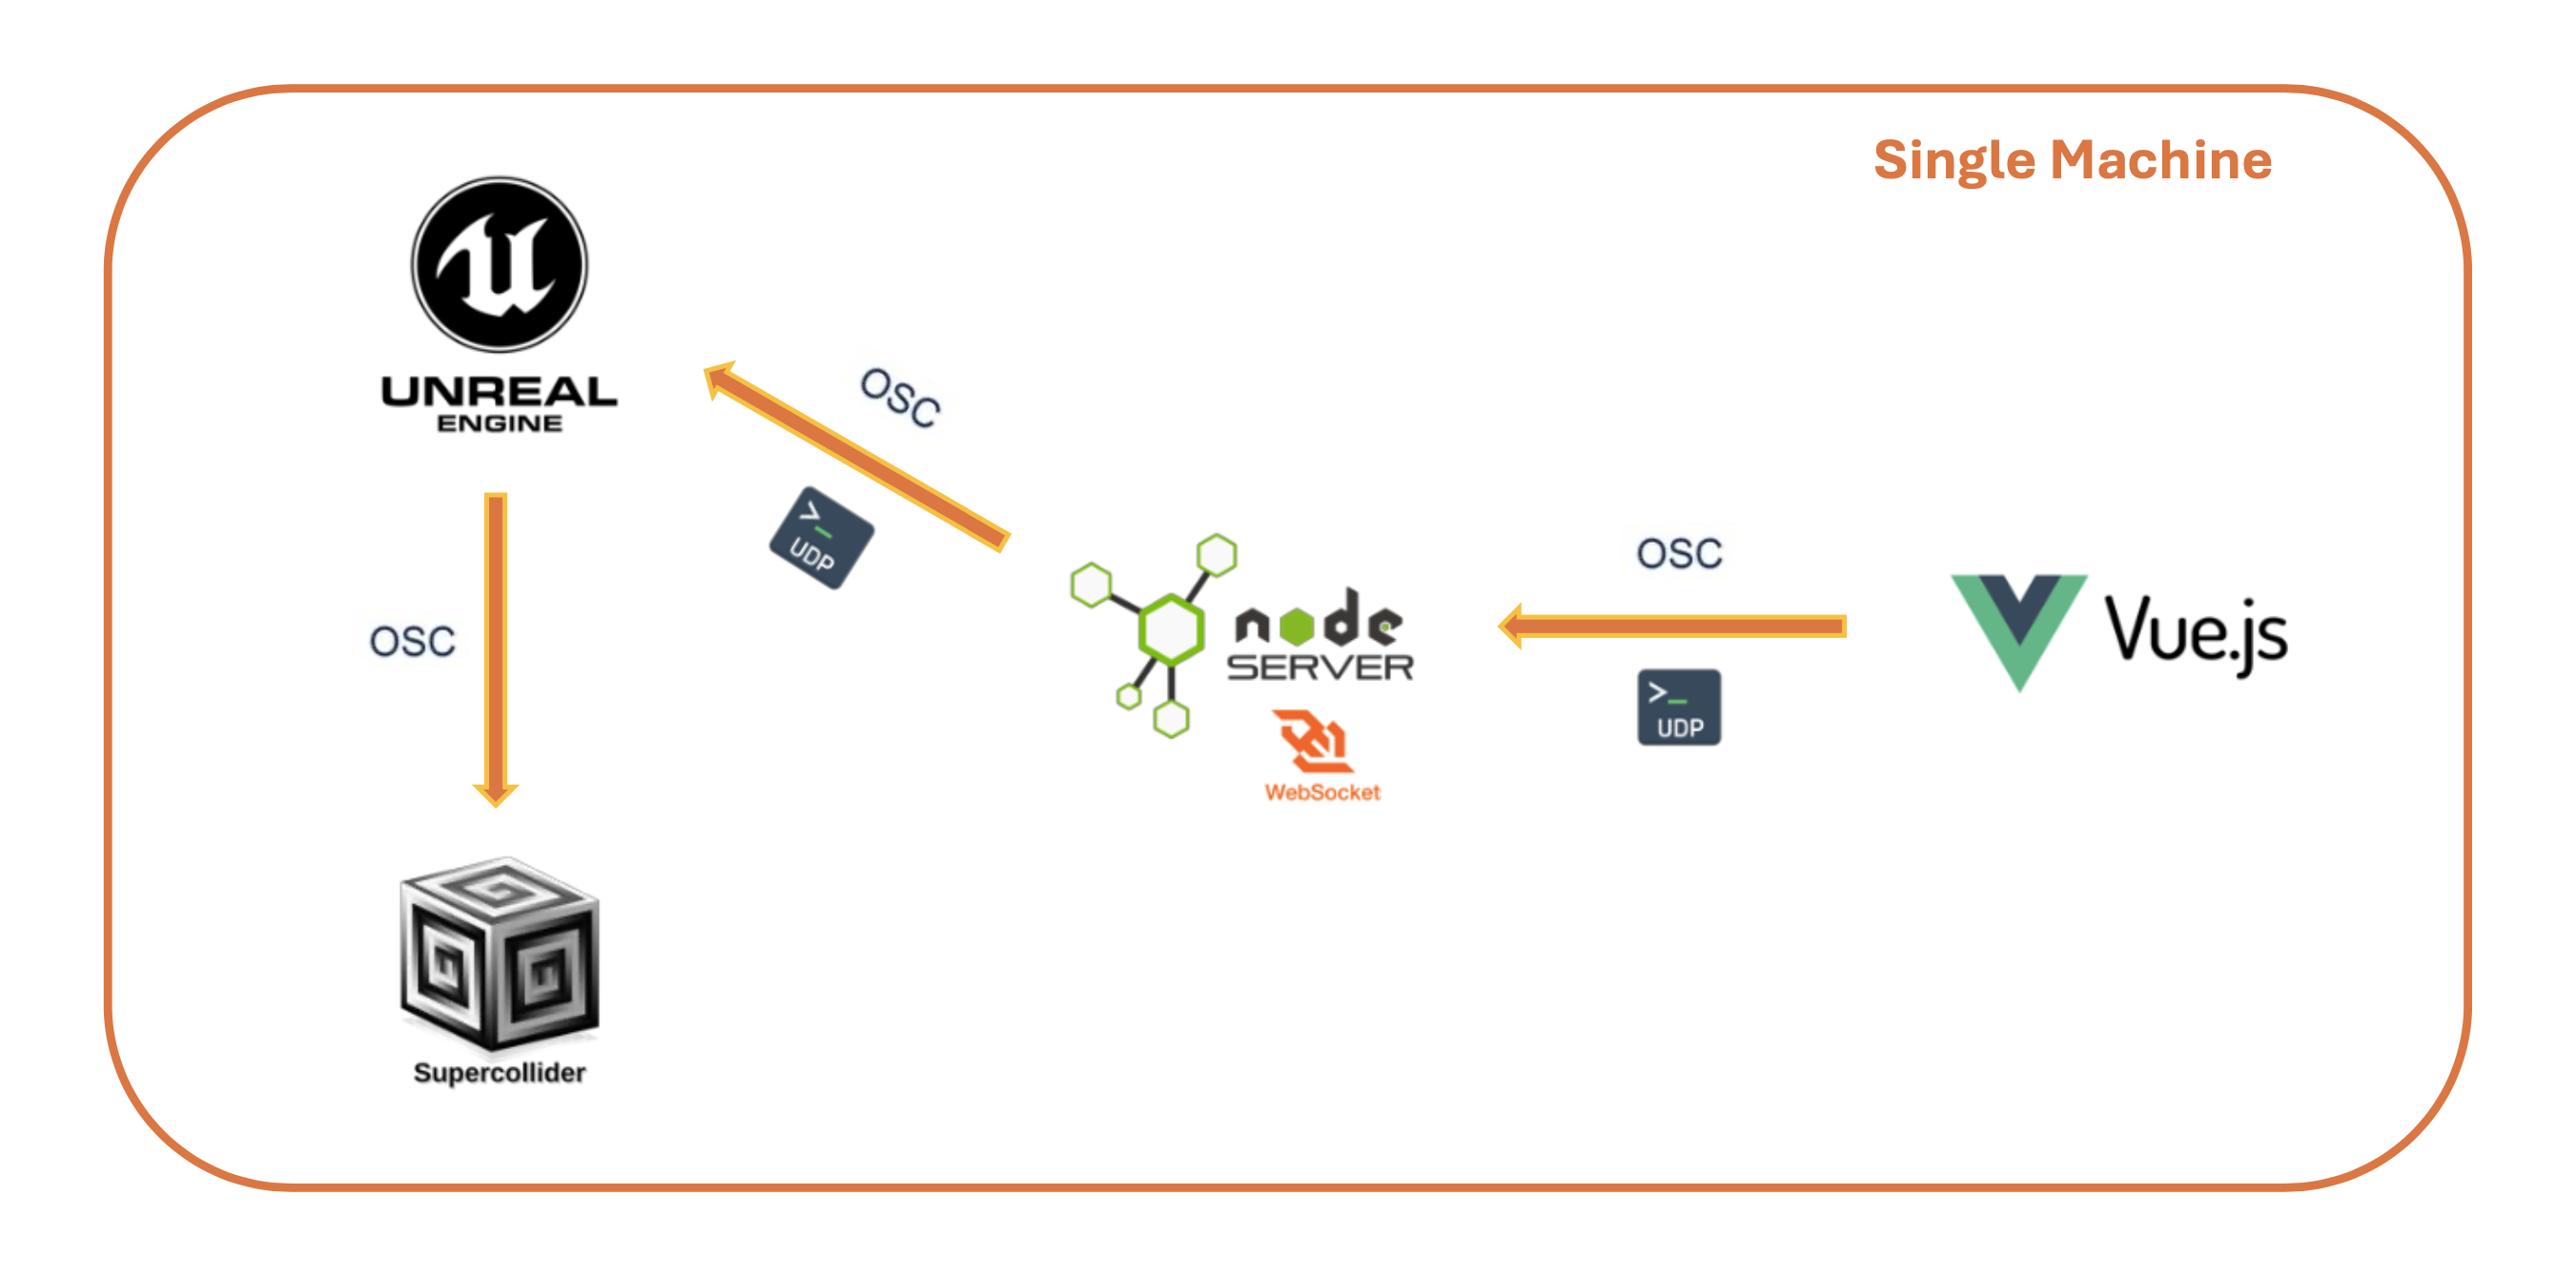 Single Machine
UNREAL
ENGINE
OSC
>_
UDP
OSC
node
SERVER
WebSocket
OSC
>_
UDP
Vue.js
Supercollider